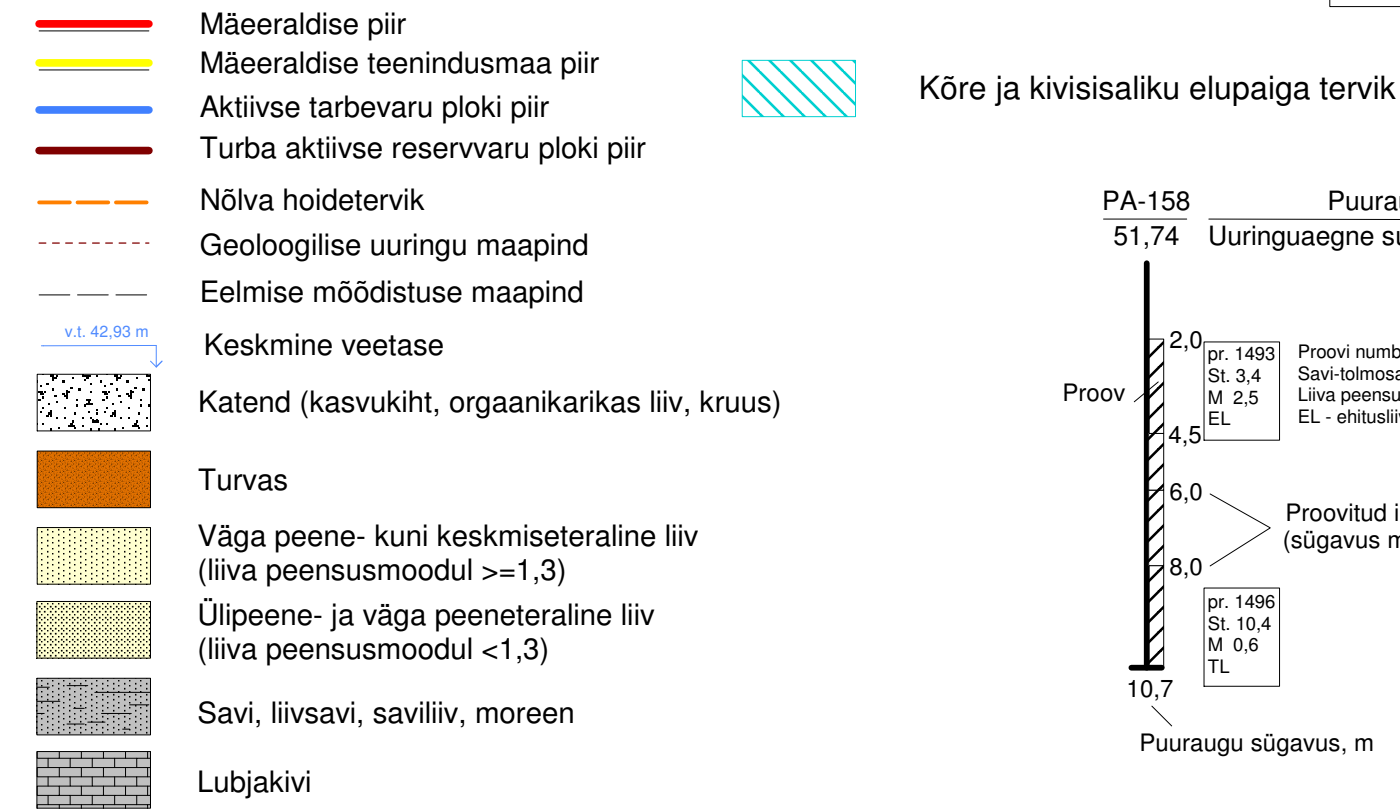 Mäeeraldise piir
Mäeeraldise teenindusmaa piir
Aktiivse tarbevaru ploki piir
Turba aktiivse reservvaru ploki piir
Nõlva hoidetervik
Geoloogilise uuringu maapind
Eelmise mõõdistuse maapind
v.t. 42,93 m
Keskmine veetase
Katend (kasvukiht, orgaanikarikas liiv, kruus)
Turvas
Väga peene- kuni keskmiseteraline liiv
(liiva peensusmoodul >=1,3)
Ülipeene- ja väga peeneteraline liiv
(liiva peensusmoodul <1,3)
Savi, liivsavi, saviliiv, moreen
Lubjakivi
Kõre ja kivisisaliku elupaiga tervik
PA-158
51,74
Uuringuaegne
Proov
2,0
4,5
6,0
8,0
10,7
pr. 1493
St. 3,4
M 2,5
EL
Proovi
Liiva
EL -
Proovitud
(sügavus
pr. 1496
St. 10,4
M 0,6
TL
Puuraugu sügavus, m